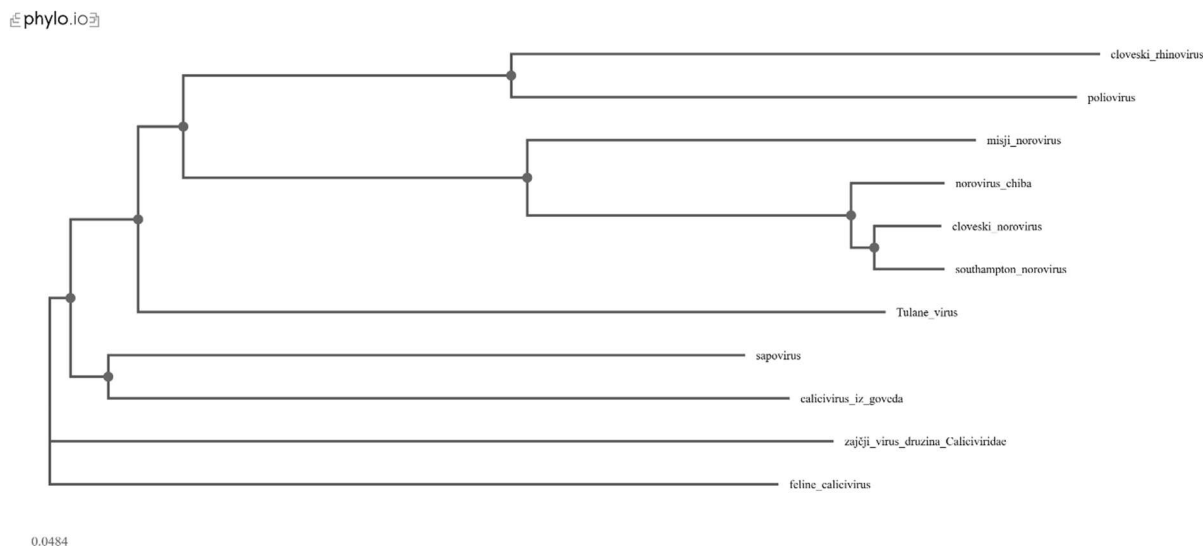 phylo.io
cloveski_rhinovirus
poliovirus
misji_norovirus
norovirus_chiba
cloveski_norovirus
southampton_norovirus
Tulane_virus
sapovirus
calicivirus_iz_goveda
zajčji_virus_druzina_Caliciviridae
feline_calicivirus
0.0484